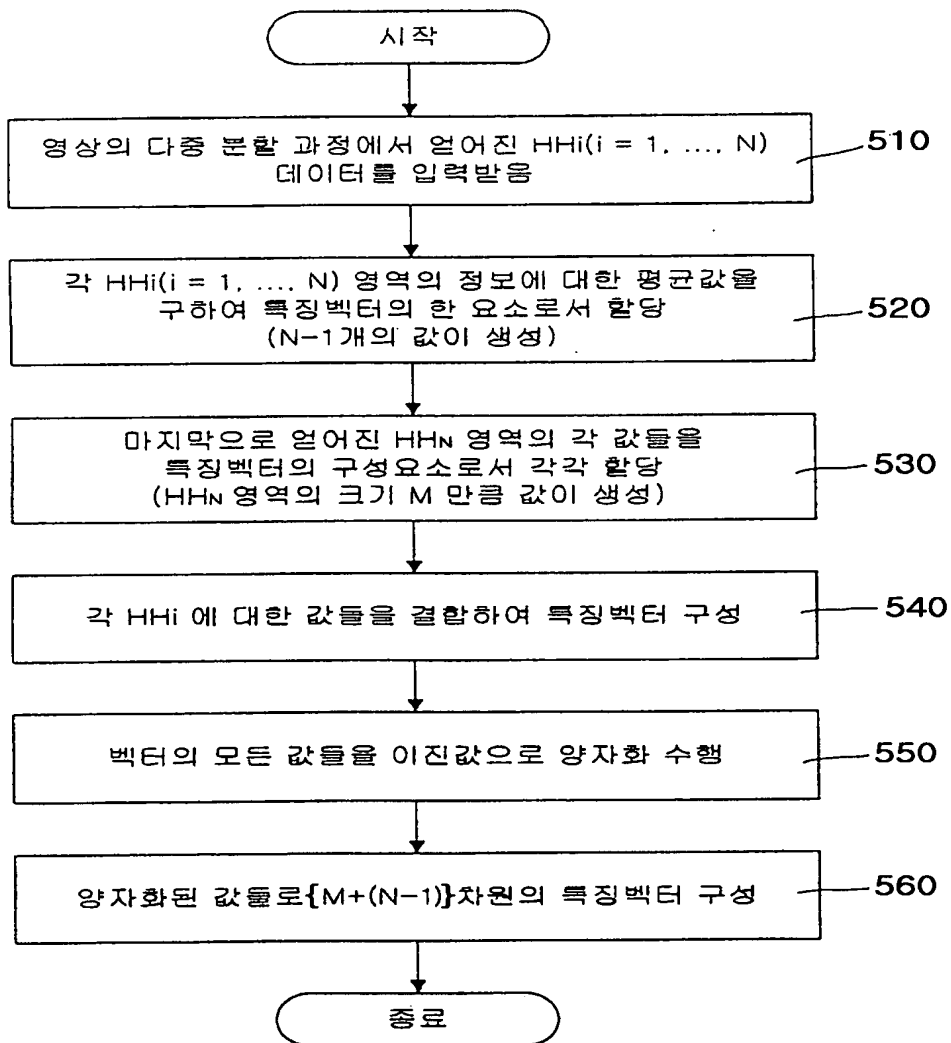 시작
영상의 다중 분할 과정에서 얻어진 HHi(i = 1, ..., N)
데이터를 입력받음
510
각 HHi(i = 1, ..., N) 영역의 정보에 대한 평균값을
구하여 특징벡터의 한 요소로서 할당
(N-1개의 값이 생성)
520
마지막으로 얻어진 HHN 영역의 각 값들을
특징벡터의 구성요소로서 각각 할당
(HHN 영역의 크기 M 만큼 값이 생성)
530
각 HHi 에 대한 값들을 결합하여 특징벡터 구성
540
벡터의 모든 값들을 이진값으로 양자화 수행
550
양자화된 값들로{M+(N-1)}차원의 특징벡터 구성
560
종료